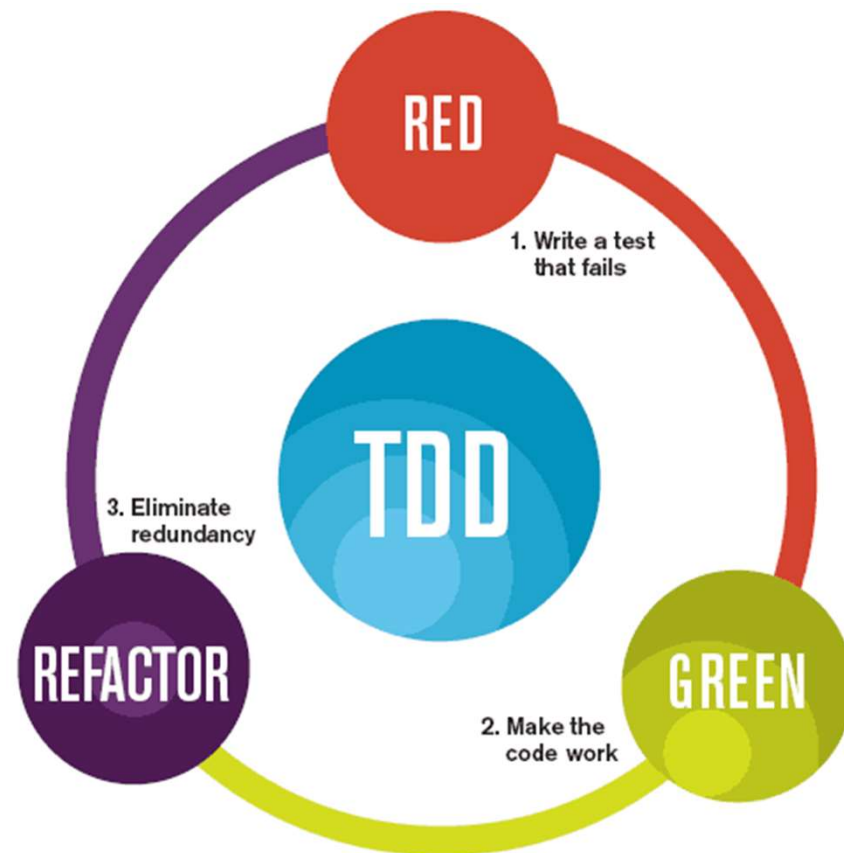 RED
1. Write a test
that fails
TDD
3. Eliminate
redundancy
REFACTOR
GREEN
2. Make the
code work